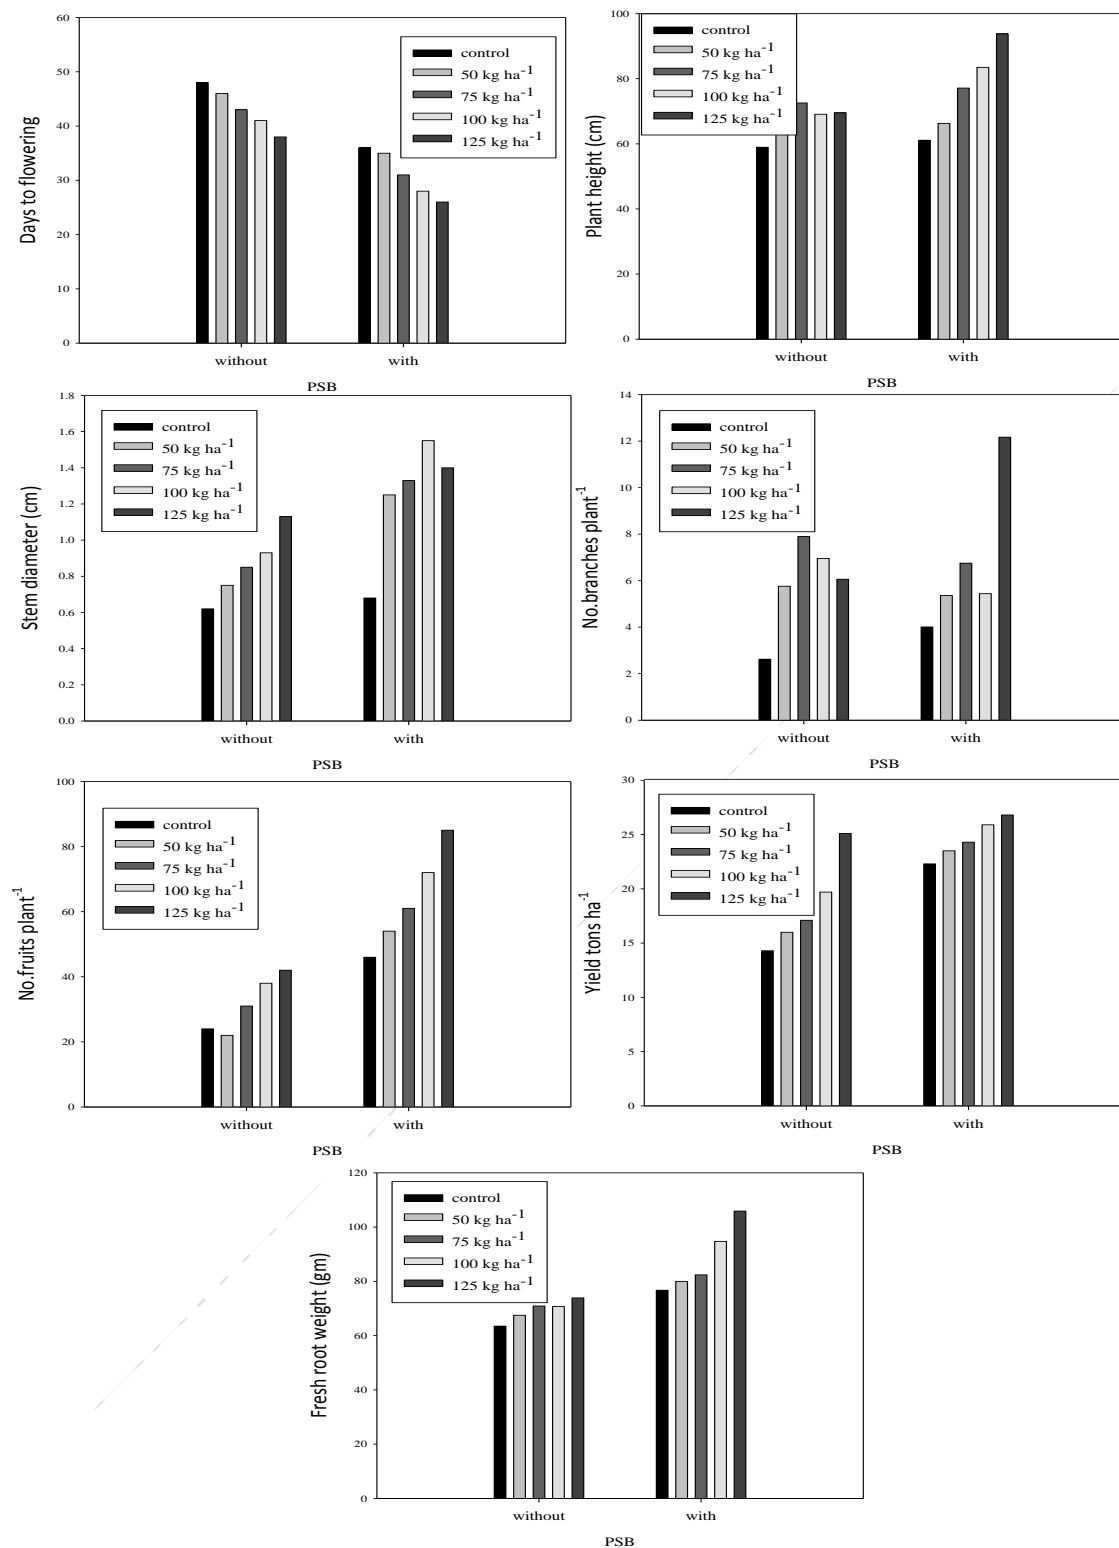 Days to flowering
60
50
40
30
20
10
0
control
50 kg ha-1
75 kg ha-1
100 kg ha-1
125 kg ha-1
without
with
PSB
Plant height (cm)
100
80
60
40
20
0
control
50 kg ha-1
75 kg ha-1
100 kg ha-1
125 kg ha-1
without
with
PSB
Stem diameter (cm)
1.8
1.6
1.4
1.2
1.0
0.8
0.6
0.4
0.2
0.0
control
50 kg ha-1
75 kg ha-1
100 kg ha-1
125 kg ha-1
without
with
PSB
No.branches plant-1
14
12
10
8
6
4
2
0
control
50 kg ha-1
75 kg ha-1
100 kg ha-1
125 kg ha-1
without
with
PSB
No.fruits plant-1
100
80
60
40
20
0
control
50 kg ha-1
75 kg ha-1
100 kg ha-1
125 kg ha-1
without
with
PSB
Yield tons ha-1
30
25
20
15
10
5
0
control
50 kg ha-1
75 kg ha-1
100 kg ha-1
125 kg ha-1
without
with
PSB
Fresh root weight (gm)
120
100
80
60
40
20
0
control
50 kg ha-1
75 kg ha-1
100 kg ha-1
125 kg ha-1
without
with
PSB